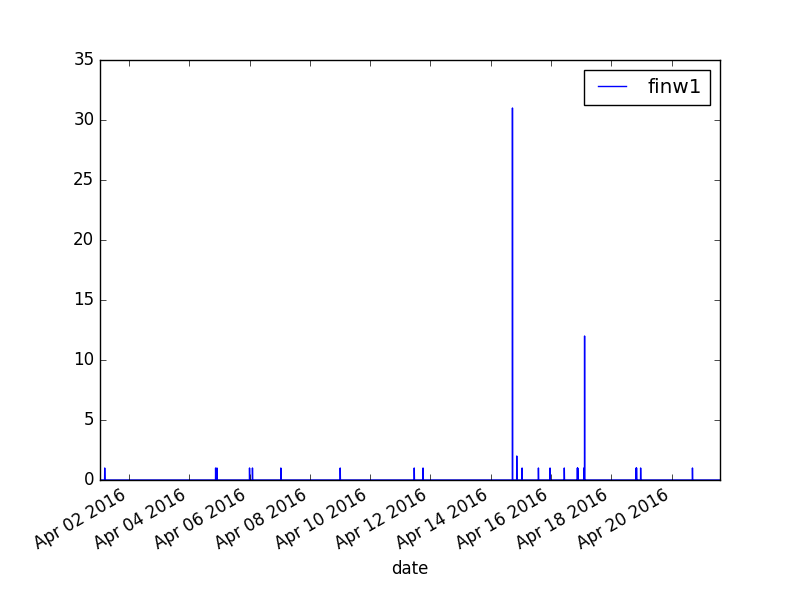 35
finw1
30
25
20
15
10
5
0
Apr 02 2016
Apr 04 2016
Apr 06 2016
Apr 08 2016
Apr 10 2016
Apr 12 2016
Apr 14 2016
Apr 16 2016
Apr 18 2016
Apr 20 2016
date